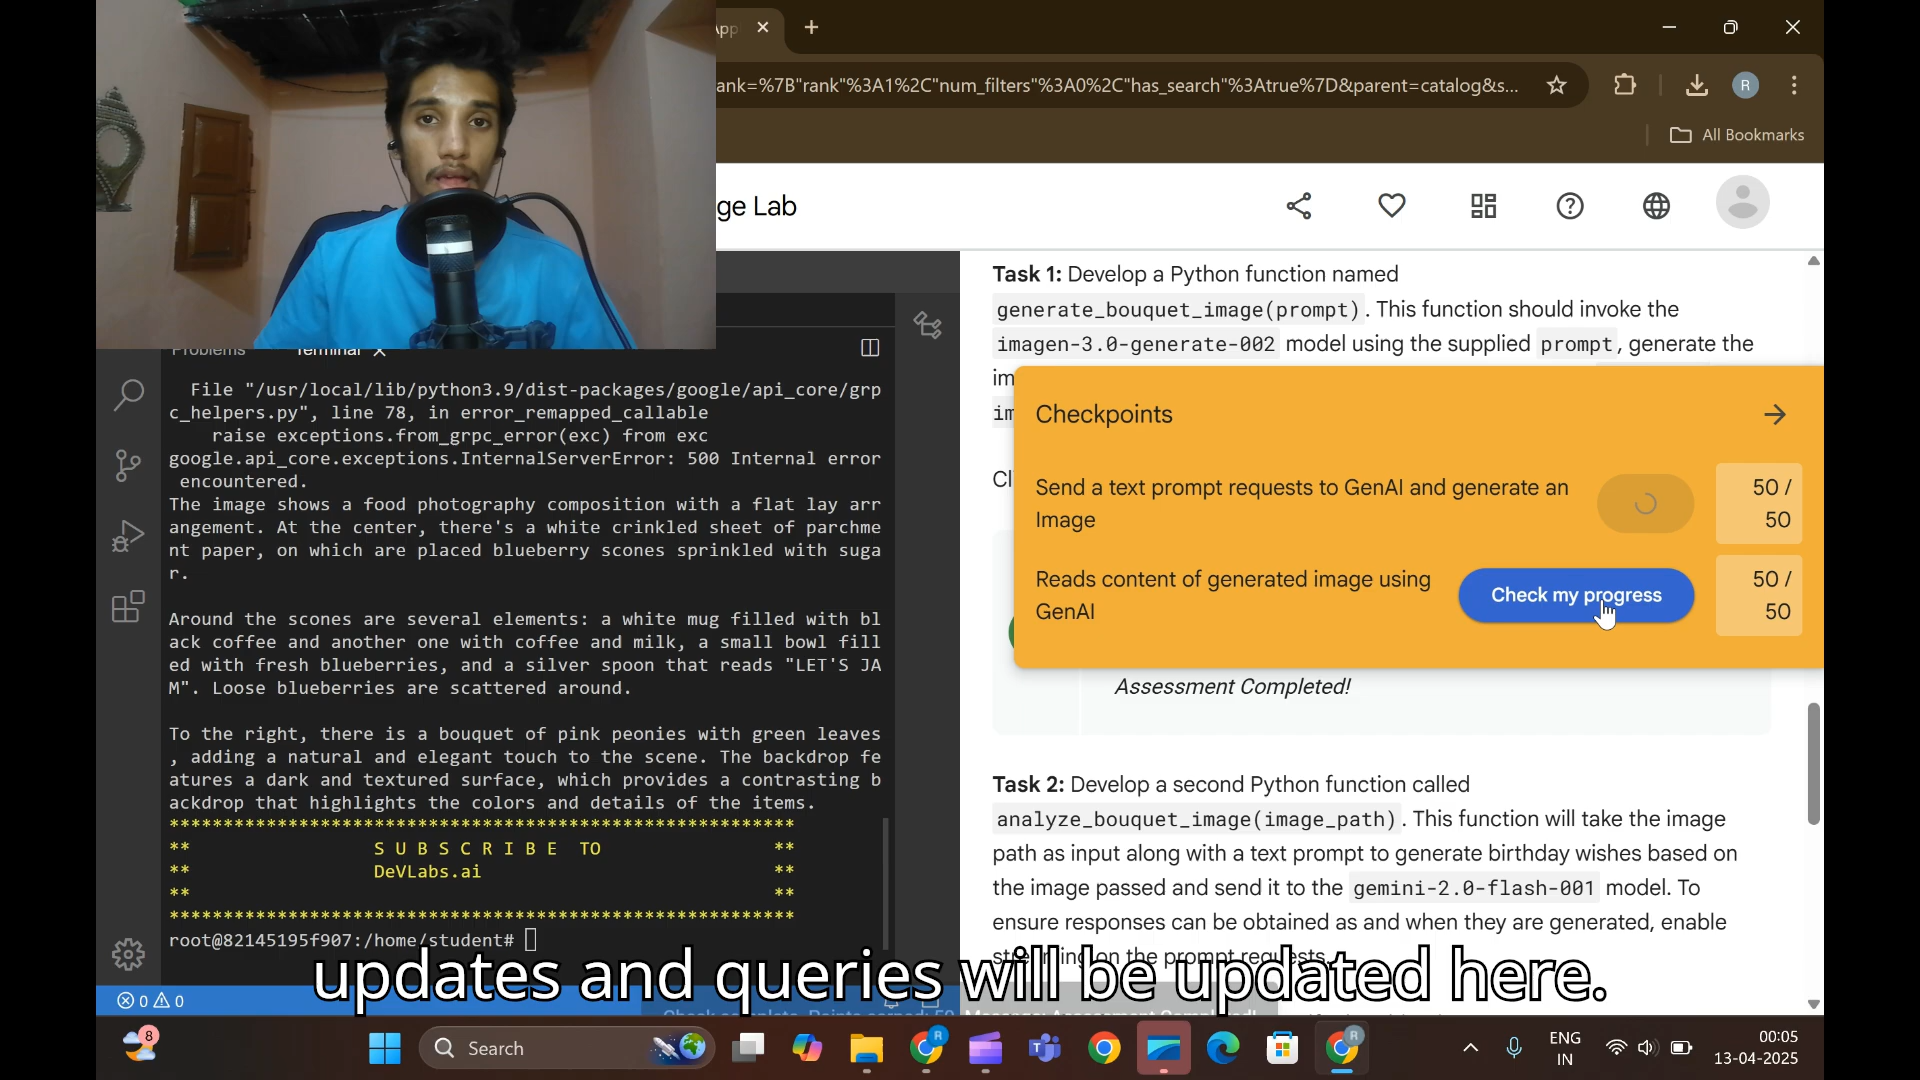 App
ank=%7B"rank"%3A1%2C"num_filters"%3A0%2C"has_search"%3Atrue%7D&parent=catalog&s...
R
All Bookmarks
ge Lab
Problems Terminal
File "/usr/local/lib/python3.9/dist-packages/google/api_core/grp
c_helpers.py", line 78, in error_remapped_callable
raise exceptions.from_grpc_error(exc) from exc
google.api_core.exceptions.InternalServerError: 500 Internal error
encountered.
The image shows a food photography composition with a flat lay arr
angement. At the center, there's a white crinkled sheet of parchme
nt paper, on which are placed blueberry scones sprinkled with suga
r.
Around the scones are several elements: a white mug filled with bl
ack coffee and another one with coffee and milk, a small bowl fill
ed with fresh blueberries, and a silver spoon that reads "LET'S JA
M". Loose blueberries are scattered around.
To the right, there is a bouquet of pink peonies with green leaves
, adding a natural and elegant touch to the scene. The backdrop fe
atures a dark and textured surface, which provides a contrasting b
ackdrop that highlights the colors and details of the items.
**********************************************************
** S U B S C R I B E TO **
** DeVLabs.ai **
** **
**********************************************************
root@82145195f907:/home/student#
0 0
Task 1: Develop a Python function named
generate_bouquet_image(prompt). This function should invoke the
imagen-3.0-generate-002 model using the supplied prompt, generate the
im
im
Cl
Checkpoints
Send a text prompt requests to GenAI and generate an
Image
50 /
50
Reads content of generated image using
GenAI
Check my progress
50 /
50
Assessment Completed!
Task 2: Develop a second Python function called
analyze_bouquet_image(image_path). This function will take the image
path as input along with a text prompt to generate birthday wishes based on
the image passed and send it to the gemini-2.0-flash-001 model. To
ensure responses can be obtained as and when they are generated, enable
streaming on the prompt requests.
updates and queries will be updated here.
8
Search
R
R
ENG
IN
00:05
13-04-2025